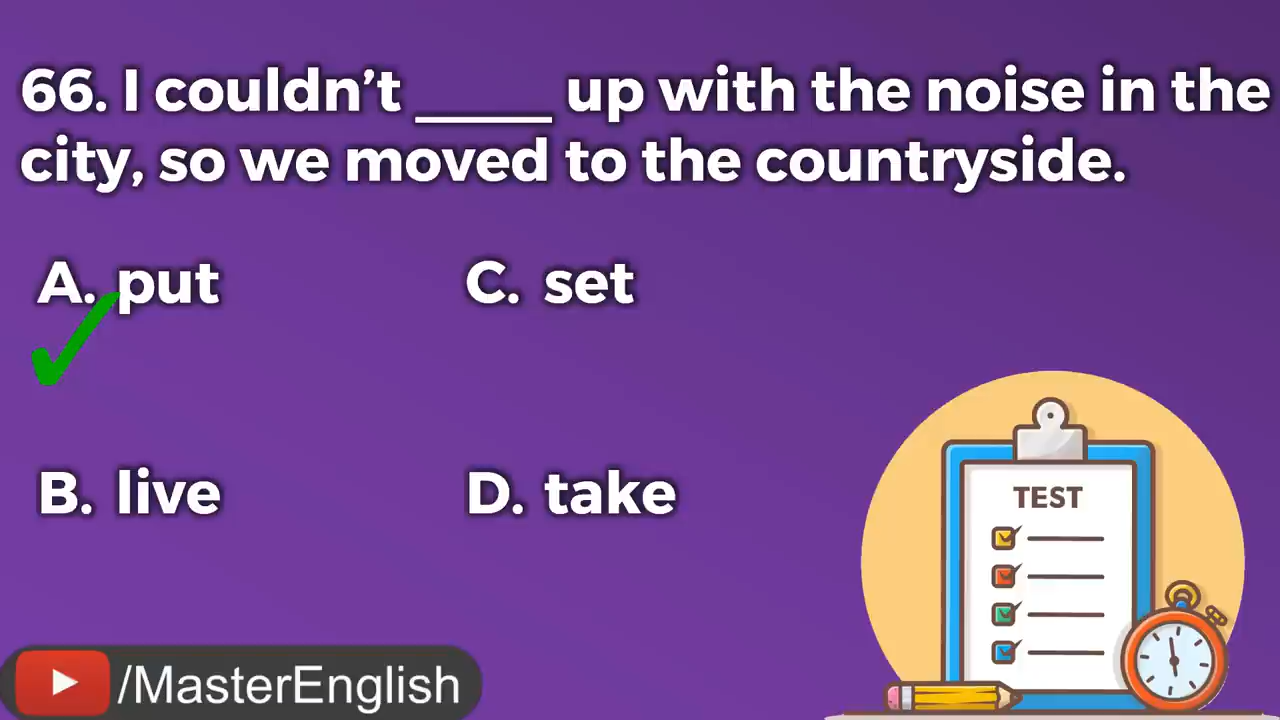 66. I couldn’t _____ up with the noise in the
city, so we moved to the countryside.
A. put
C. set
B. live
D. take
TEST
/MasterEnglish